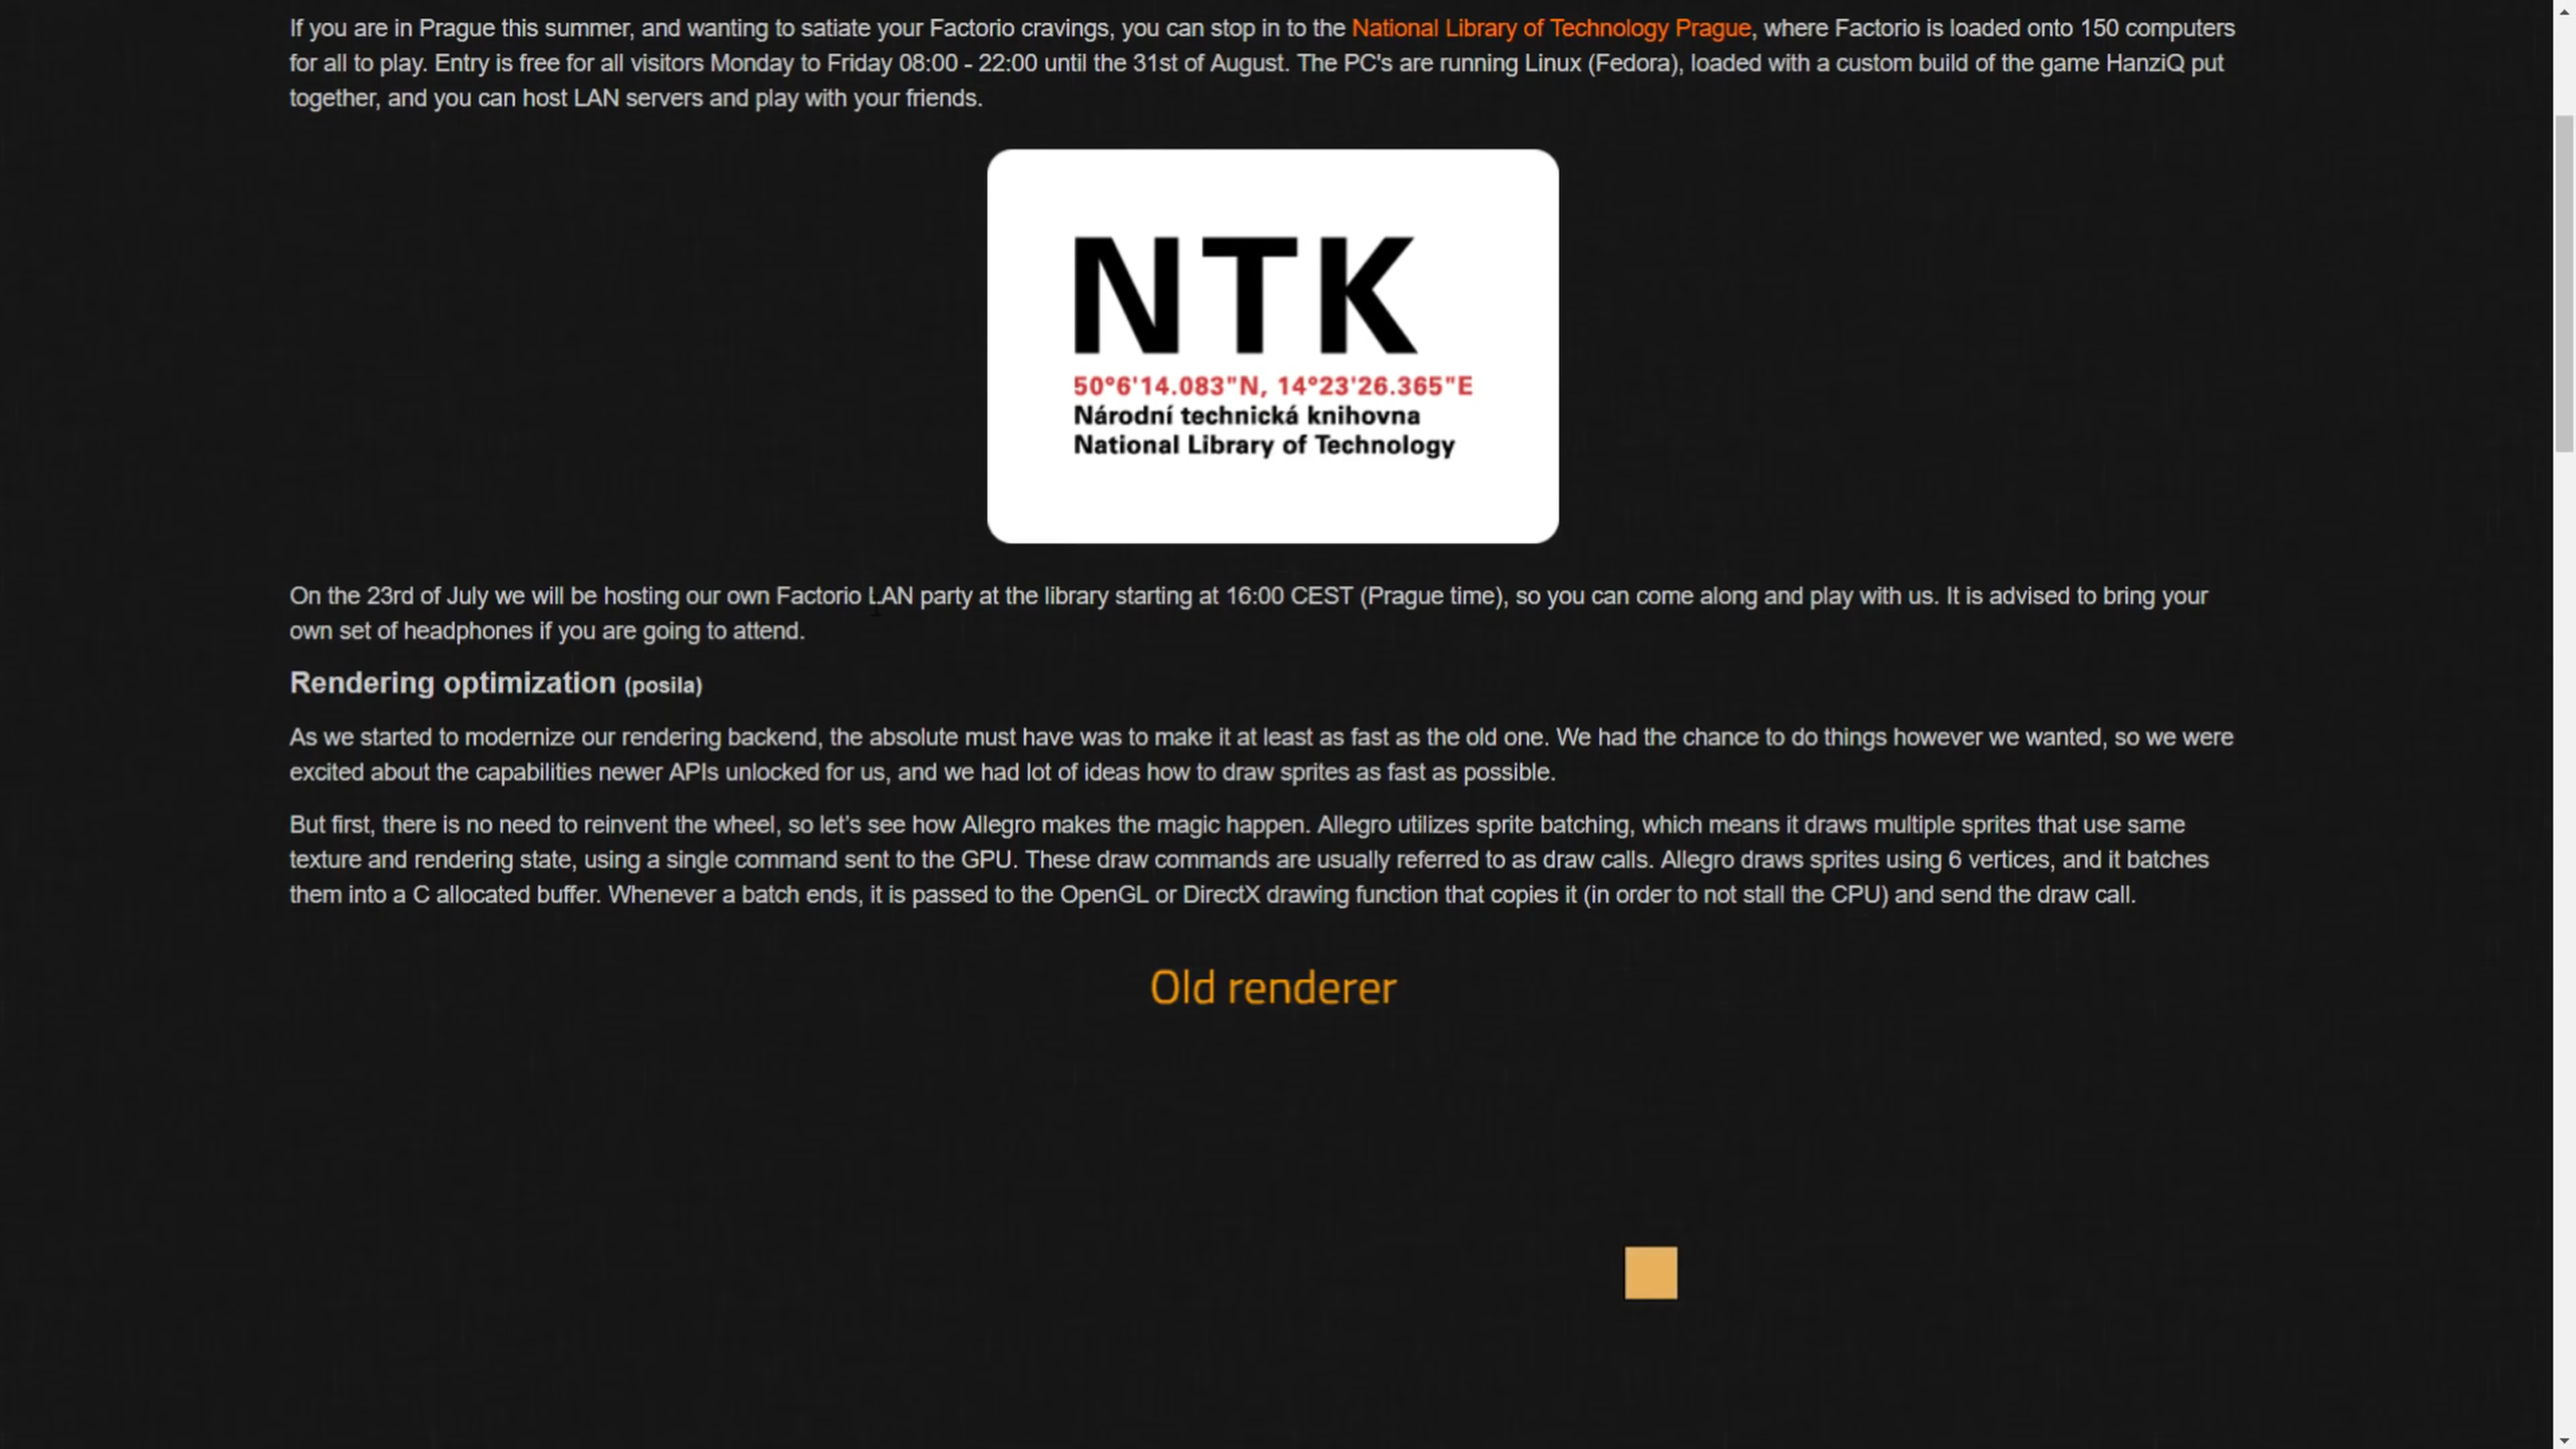 If you are in Prague this summer, and wanting to satiate your Factorio cravings, you can stop in to the National Library of Technology Prague, where Factorio is loaded onto 150 computers
for all to play. Entry is free for all visitors Monday to Friday 08:00 - 22:00 until the 31st of August. The PC's are running Linux (Fedora), loaded with a custom build of the game HanziQ put
together, and you can host LAN servers and play with your friends.
NTK
50°6'14.083"N, 14°23'26.365"E
Národní technická knihovna
National Library of Technology
On the 23rd of July we will be hosting our own Factorio LAN party at the library starting at 16:00 CEST (Prague time), so you can come along and play with us. It is advised to bring your
own set of headphones if you are going to attend.
Rendering optimization (posila)
As we started to modernize our rendering backend, the absolute must have was to make it at least as fast as the old one. We had the chance to do things however we wanted, so we were
excited about the capabilities newer APIs unlocked for us, and we had lot of ideas how to draw sprites as fast as possible.
But first, there is no need to reinvent the wheel, so let’s see how Allegro makes the magic happen. Allegro utilizes sprite batching, which means it draws multiple sprites that use same
texture and rendering state, using a single command sent to the GPU. These draw commands are usually referred to as draw calls. Allegro draws sprites using 6 vertices, and it batches
them into a C allocated buffer. Whenever a batch ends, it is passed to the OpenGL or DirectX drawing function that copies it (in order to not stall the CPU) and send the draw call.
Old renderer